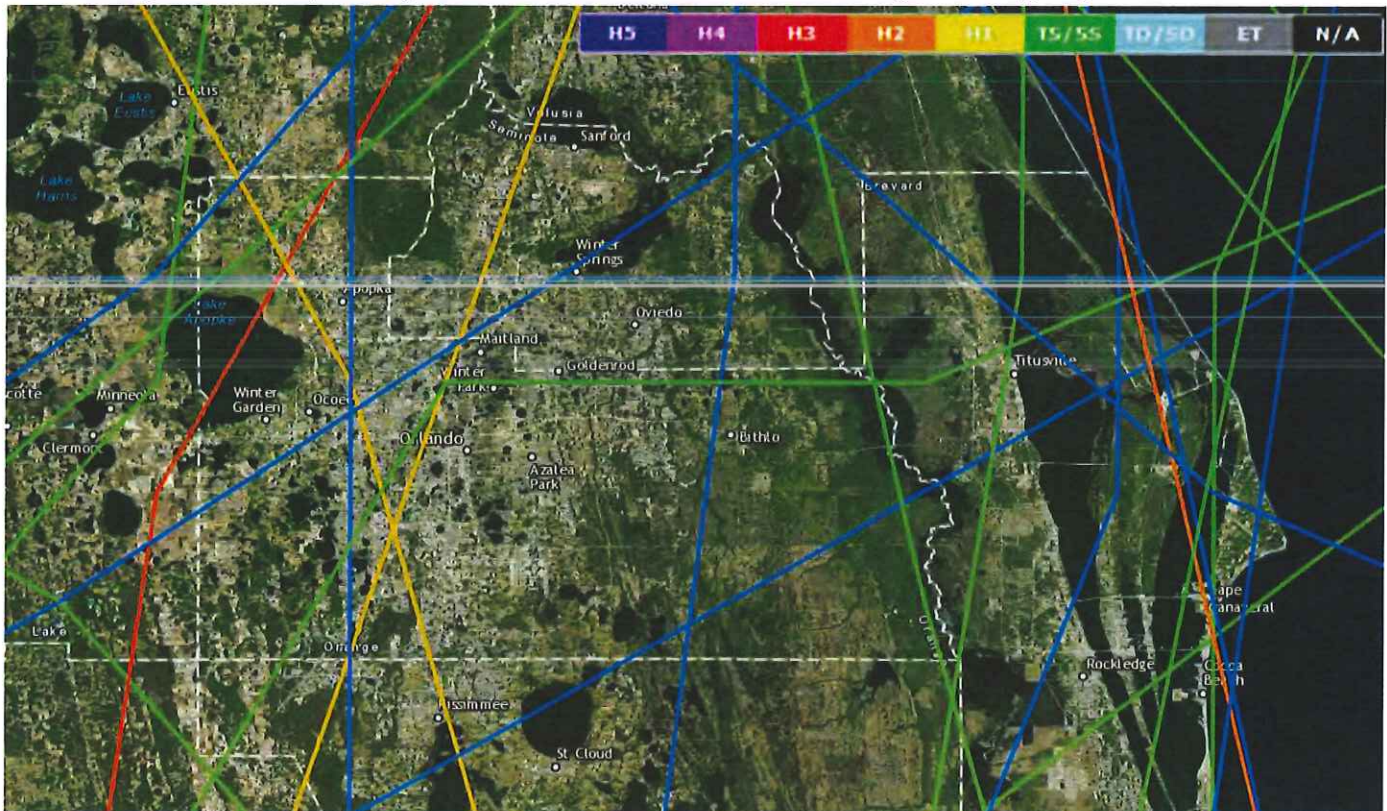 H5 H4 H3 H2 H1 TS/SS TD/SD ET N/A
Lake
Eustis
Eustis
Volusia
Seminole
Sanford
Lake
Harris
Brevard
Winter
Springs
Apopka
Lake
Apopka
Oviedo
Maitland
Titusville
Goldenrod
Winter
Park
Minneola
Winter
Garden
Ocoee
Clermont
Orlando
Bithlo
Azalea
Park
Cape
Canaveral
Lake
Orange
Orange
Rockledge
Cocoa
Beach
Kissimmee
St Cloud